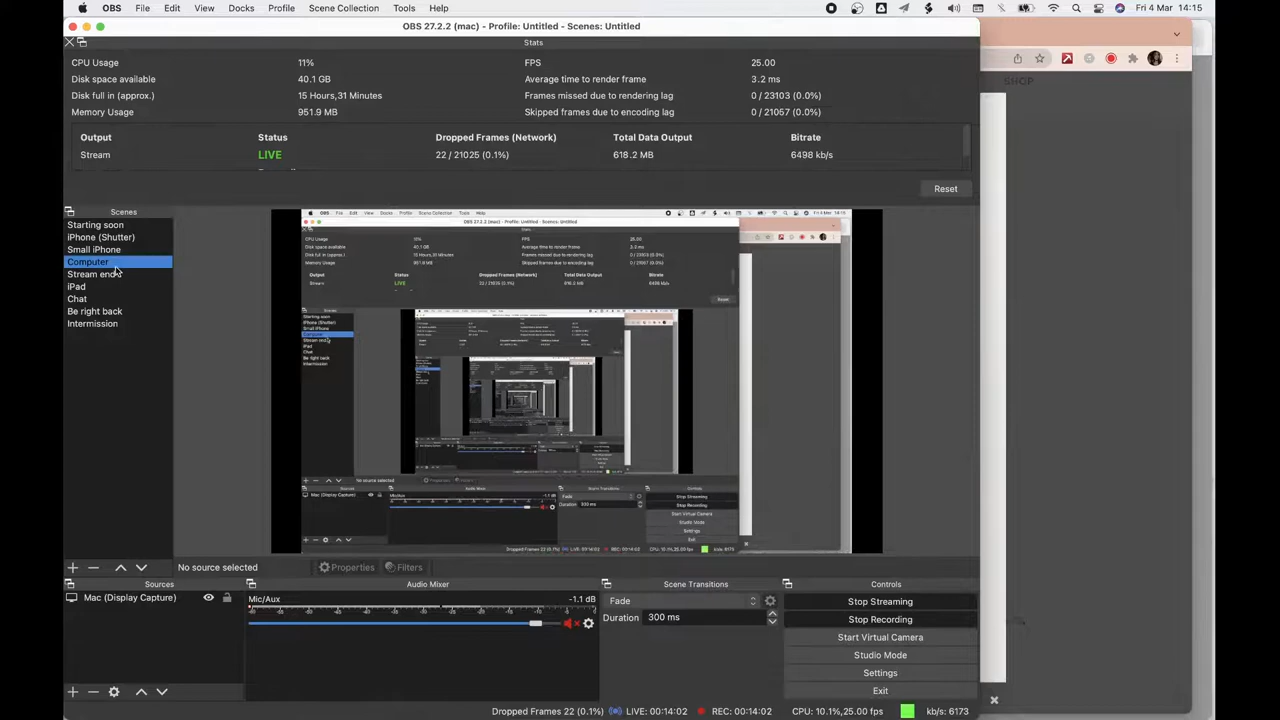 OBS File Edit View Docks Profile Scene Collection Tools Help Fri 4 Mar 14:15
OBS 27.2.2 (mac) - Profile: Untitled - Scenes: Untitled
Stats
CPU Usage 11% FPS 25.00
Disk space available 40.1 GB Average time to render frame 3.2 ms
Disk full in (approx.) 15 Hours,31 Minutes Frames missed due to rendering lag 0 / 23103 (0.0%)
Memory Usage 951.9 MB Skipped frames due to encoding lag 0 / 21057 (0.0%)
Output Status Dropped Frames (Network) Total Data Output Bitrate
Stream LIVE 22 / 21025 (0.1%) 618.2 MB 6498 kb/s
Reset
SHOP
Scenes
Starting soon
iPhone (Shutter)
Small iPhone
Computer
Stream end
iPad
Chat
Be right back
Intermission
No source selected Properties Filters
Sources Audio Mixer Scene Transitions Controls
Mac (Display Capture)
Mic/Aux -1.1 dB
Fade
Duration 300 ms
Stop Streaming
Stop Recording
Start Virtual Camera
Studio Mode
Settings
Exit
Dropped Frames 22 (0.1%) LIVE: 00:14:02 REC: 00:14:02 CPU: 10.1%,25.00 fps kb/s: 6173